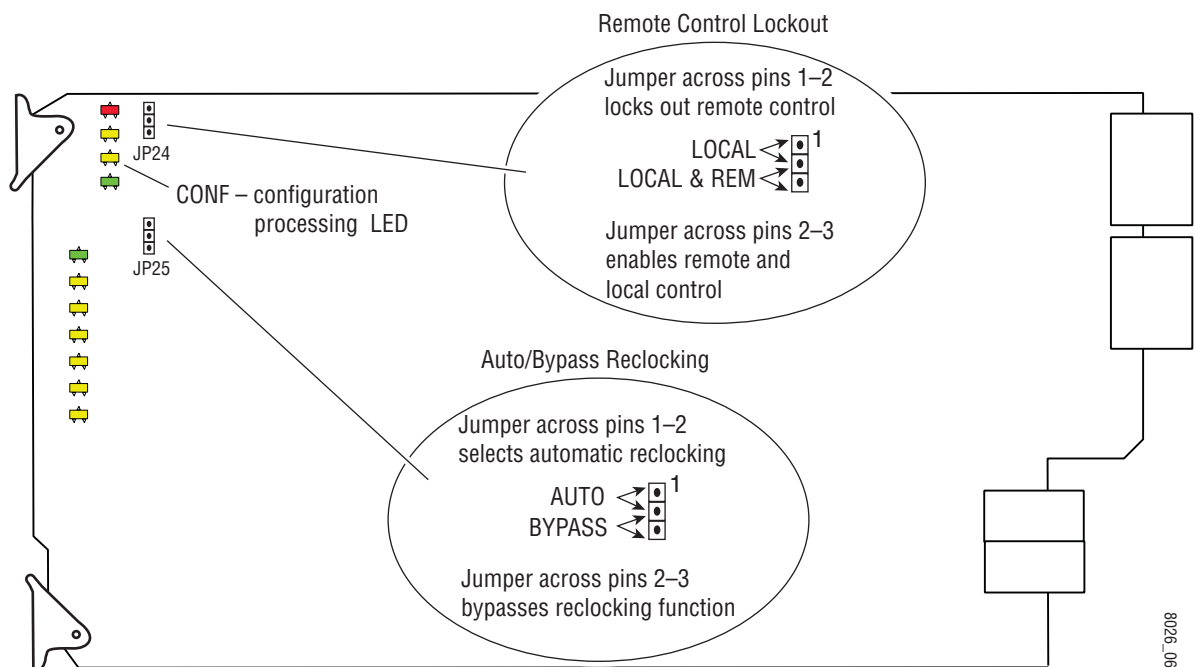 Remote Control Lockout
Jumper across pins 1–2
locks out remote control
1
LOCAL
LOCAL & REM
Jumper across pins 2–3
enables remote and
local control
JP24
CONF – configuration
processing LED
JP25
Auto/Bypass Reclocking
Jumper across pins 1–2
selects automatic reclocking
1
AUTO
BYPASS
Jumper across pins 2–3
bypasses reclocking function
8026_06